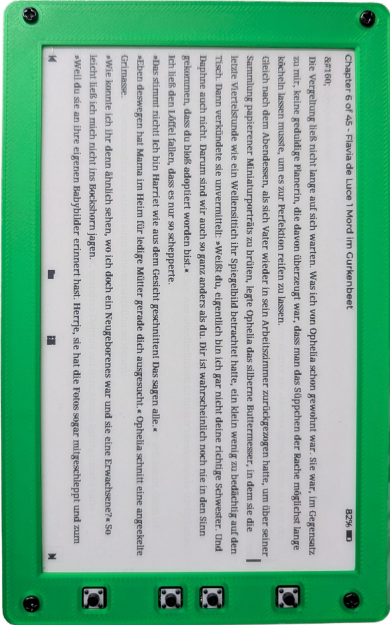 Chapter 6 of 45 - Flavia de Luce 1 Mord im Gurkenbeet
82%
&#160;
Die Vergeltung ließ nicht lange auf sich warten. Was ich von Ophelia schon gewohnt war. Sie war, im Gegensatz
zu mir, keine geduldige Planerin, die davon überzeugt war, dass man das Süppchen der Rache möglichst lange
köcheln lassen musste, um es zur Perfektion reifen zu lassen.
Gleich nach dem Abendessen, als sich Vater wieder in sein Arbeitszimmer zurückgezogen hatte, um über seiner
Sammlung papierener Miniaturporträts zu brüten, legte Ophelia das silberne Buttermesser, in dem sie die
letzte Viertelstunde wie ein Wellensittich ihr Spiegelbild betrachtet hatte, ein klein wenig zu bedächtig auf den
Tisch. Dann verkündete sie unvermittelt: »Weißt du, eigentlich bin ich gar nicht deine richtige Schwester. Und
Daphne auch nicht. Darum sind wir auch so ganz anders als du. Dir ist wahrscheinlich noch nie in den Sinn
gekommen, dass du bloß adoptiert worden bist.«
Ich ließ den Löffel fallen, dass es nur so schepperte.
»Das stimmt nicht! Ich bin Harriet wie aus dem Gesicht geschnitten! Das sagen alle.«
»Eben deswegen hat Mama im Heim für ledige Mütter gerade dich ausgesucht.« Ophelia schnitt eine angeekelte
Grimasse.
»Wie konnte ich ihr denn ähnlich sehen, wo ich doch ein Neugeborenes war und sie eine Erwachsene?« So
leicht ließ ich mich nicht ins Bockshorn jagen.
»Weil du sie an ihre eigenen Babybilder erinnert hast. Herrje, sie hat die Fotos sogar mitgeschleppt und zum